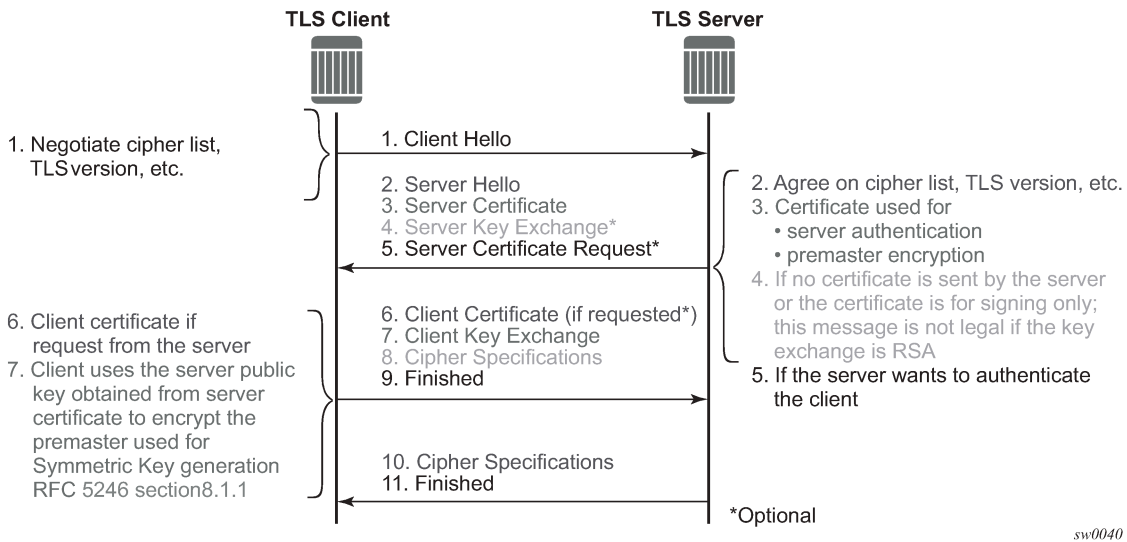 TLS Client
TLS Server
1. Negotiate cipher list,
TLSversion, etc.
1. Client Hello
2. Server Hello
3. Server Certificate
4. Server Key Exchange*
5. Server Certificate Request*
2. Agree on cipher list, TLS version, etc.
3. Certificate used for
• server authentication
• premaster encryption
4. If no certificate is sent by the server
or the certificate is for signing only;
this message is not legal if the key
exchange is RSA
5. If the server wants to authenticate
the client
6. Client certificate if
request from the server
7. Client uses the server public
key obtained from server
certificate to encrypt the
premaster used for
Symmetric Key generation
RFC 5246 section8.1.1
6. Client Certificate (if requested*)
7. Client Key Exchange
8. Cipher Specifications
9. Finished
10. Cipher Specifications
11. Finished
*Optional
sw0040